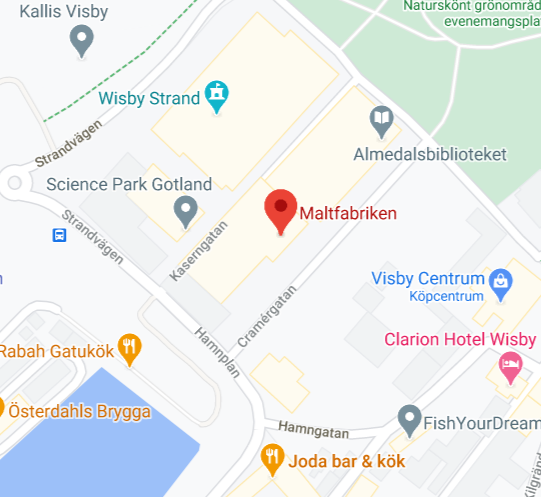 Naturskönt grönområd
evenemangsplat
Kallis Visby
Wisby Strand
Strandvägen
Almedalsbiblioteket
Science Park Gotland
Maltfabriken
Strandvägen
Kaserngatan
Visby Centrum
Köpcentrum
Cramérgatan
Hamnplan
Rabah Gatukök
Clarion Hotel Wisby
Österdahls Brygga
Hamngatan
FishYourDream
Joda bar & kök